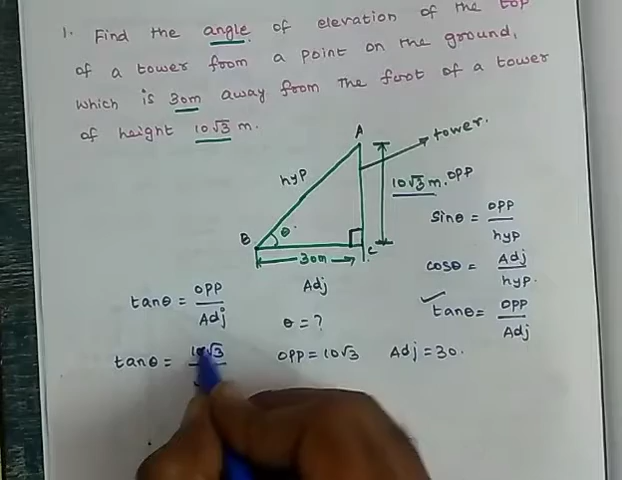 1. Find the angle of elevation of the top
of a tower from a point on the ground,
which is 30m away from the foot of a tower
of height 10√3 m.
A
tower.
hyp
10√3 m. opp
B
θ
C
30m
Adj
sinθ = opp/hyp
cosθ = Adj/hyp.
✓tanθ = opp/Adj
tanθ = opp/Adj
θ = ?
tanθ = 10√3
opp = 10√3 Adj = 30.